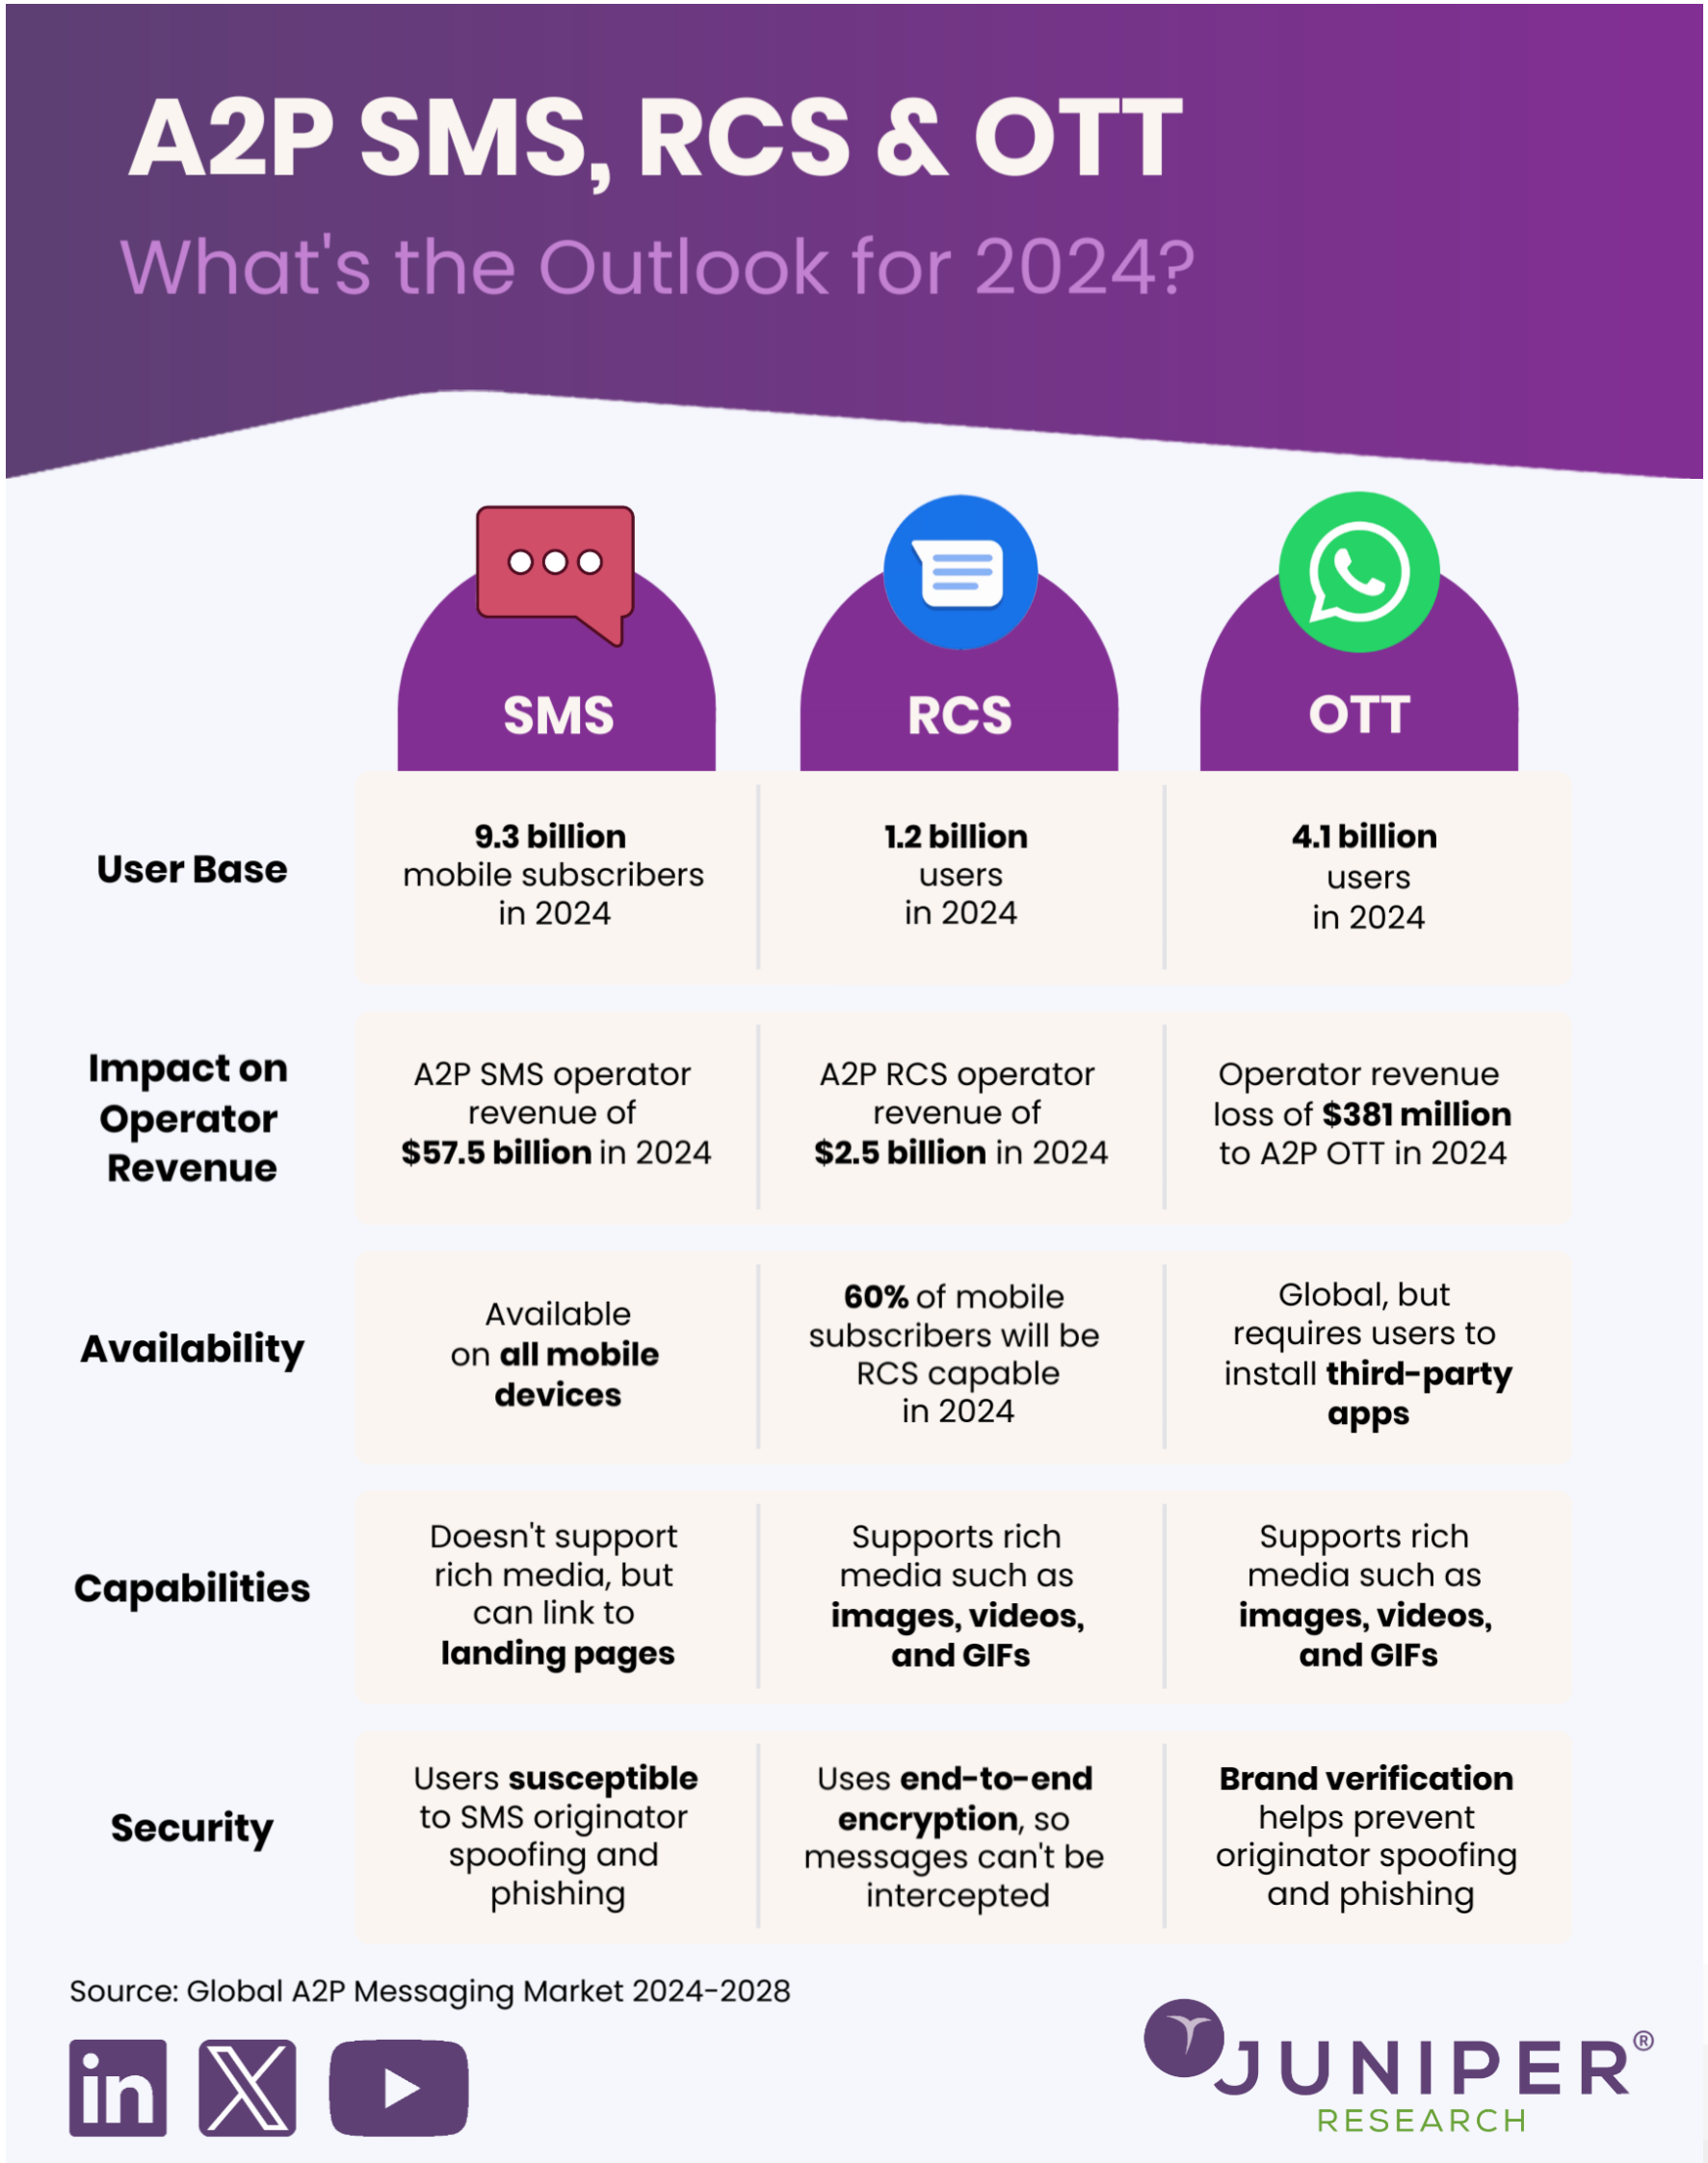 A2P SMS, RCS & OTT
What's the Outlook for 2024?
SMS
RCS
OTT
User Base
9.3 billion
mobile subscribers
in 2024
1.2 billion
users
in 2024
4.1 billion
users
in 2024
Impact on
Operator
Revenue
A2P SMS operator
revenue of
$57.5 billion in 2024
A2P RCS operator
revenue of
$2.5 billion in 2024
Operator revenue
loss of $381 million
to A2P OTT in 2024
Availability
Available
on all mobile
devices
60% of mobile
subscribers will be
RCS capable
in 2024
Global, but
requires users to
install third-party
apps
Capabilities
Doesn't support
rich media, but
can link to
landing pages
Supports rich
media such as
images, videos,
and GIFs
Supports rich
media such as
images, videos,
and GIFs
Security
Users susceptible
to SMS originator
spoofing and
phishing
Uses end-to-end
encryption, so
messages can't be
intercepted
Brand verification
helps prevent
originator spoofing
and phishing
Source: Global A2P Messaging Market 2024-2028
in
X
JUNIPER®
RESEARCH